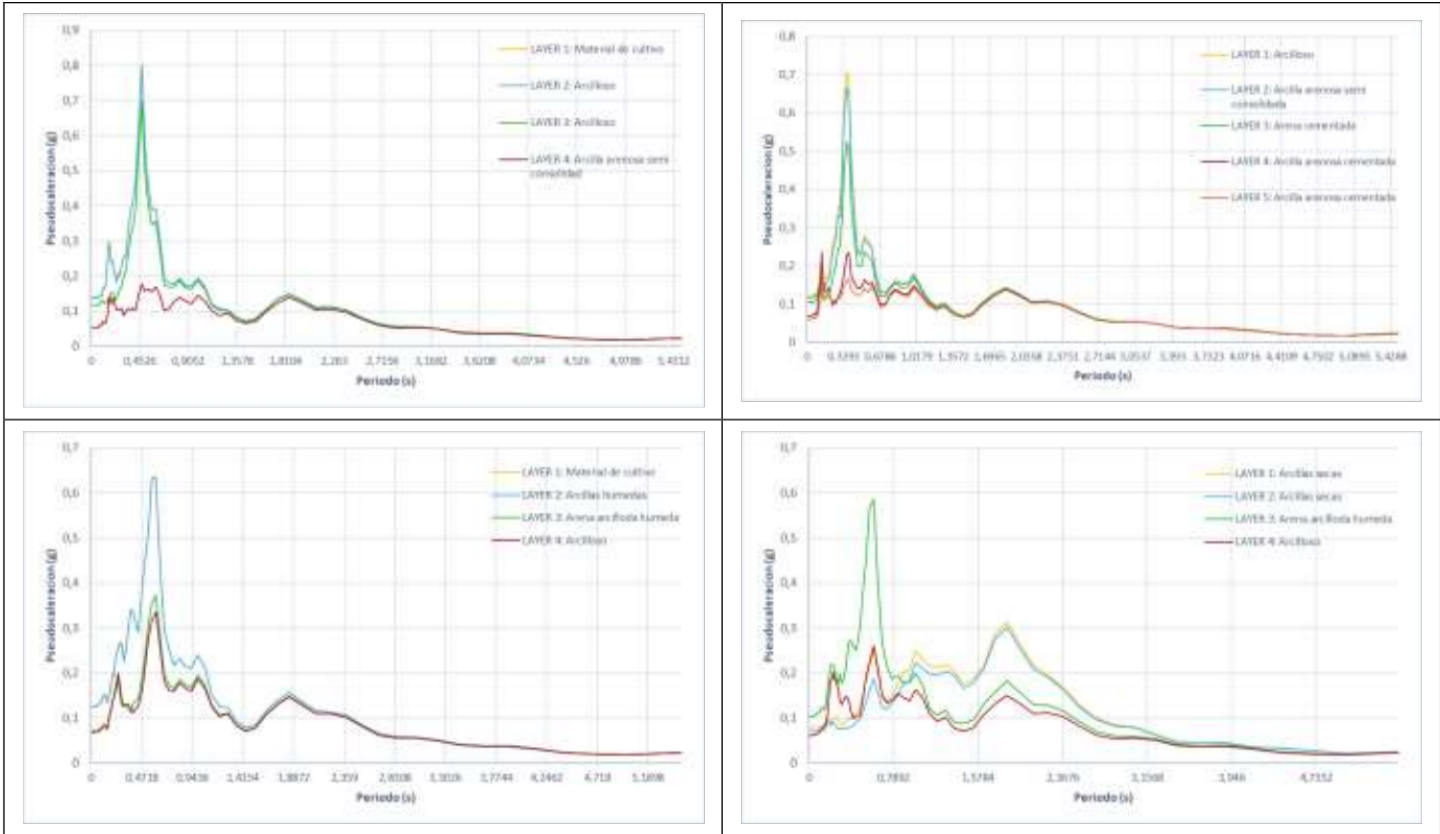 0,9
0,8
0,7
0,6
0,5
0,4
0,3
0,2
0,1
0
Pseudocaleracion (g)
LAYER 1: Material de cultivo
LAYER 2: Arcilloso
LAYER 3: Arcilloso
LAYER 4: Arcilla arenosa semi
consolidad
0 0,4526 0,9052 1,3578 1,8104 2,263 2,7156 3,1682 3,6208 4,0734 4,526 4,9786 5,4312
Periodo (s)
0,8
0,7
0,6
0,5
0,4
0,3
0,2
0,1
0
Pseudocaleracion (g)
LAYER 1: Arcilloso
LAYER 2: Arcilla arenosa semi
consolidada
LAYER 3: Arena cementada
LAYER 4: Arcilla arenosa cementada
LAYER 5: Arcilla arenosa cementada
0 0,3393 0,6786 1,0179 1,3572 1,6965 2,0358 2,3751 2,7144 3,0537 3,393 3,7323 4,0716 4,4109 4,7502 5,0895 5,4288
Periodo (s)
0,7
0,6
0,5
0,4
0,3
0,2
0,1
0
Pseudocaleracion (g)
LAYER 1: Material de cultivo
LAYER 2: Arcillas humedas
LAYER 3: Arena arcilloda humeda
LAYER 4: Arcilloso
0 0,4718 0,9436 1,4154 1,8872 2,359 2,8308 3,3026 3,7744 4,2462 4,718 5,1898
Periodo (s)
0,7
0,6
0,5
0,4
0,3
0,2
0,1
0
Pseudocaleracion (g)
LAYER 1: Arcillas secas
LAYER 2: Arcillas secas
LAYER 3: Arena arcilloda humeda
LAYER 4: Arcilloso
0 0,7892 1,5784 2,3676 3,1568 3,946 4,7352
Periodo (s)